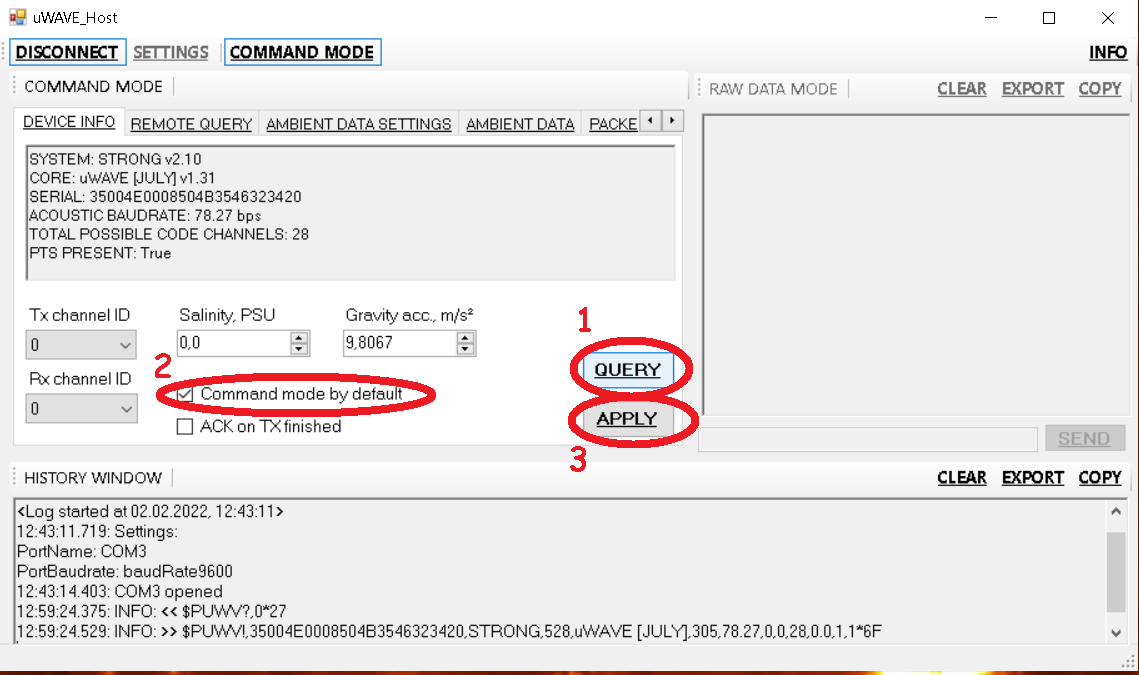 uWAVE_Host
DISCONNECT SETTINGS COMMAND MODE INFO
COMMAND MODE
RAW DATA MODE CLEAR EXPORT COPY
DEVICE INFO REMOTE QUERY AMBIENT DATA SETTINGS AMBIENT DATA PACKE
SYSTEM: STRONG v2.10
CORE: uWAVE [JULY] v1.31
SERIAL: 35004E0008504B3546323420
ACOUSTIC BAUDRATE: 78.27 bps
TOTAL POSSIBLE CODE CHANNELS: 28
PTS PRESENT: True
Tx channel ID Salinity, PSU Gravity acc., m/s²
0 0,0 9,8067
1
QUERY
2
Rx channel ID
Command mode by default
0
APPLY
ACK on TX finished
3
SEND
HISTORY WINDOW CLEAR EXPORT COPY
<Log started at 02.02.2022, 12:43:11>
12:43:11.719: Settings:
PortName: COM3
PortBaudrate: baudRate9600
12:43:14.403: COM3 opened
12:59:24.375: INFO: << $PUWV?,0*27
12:59:24.529: INFO: >> $PUWV!,35004E0008504B3546323420,STRONG,528,uWAVE [JULY],305,78.27,0,0,28,0.0,1,1*6F